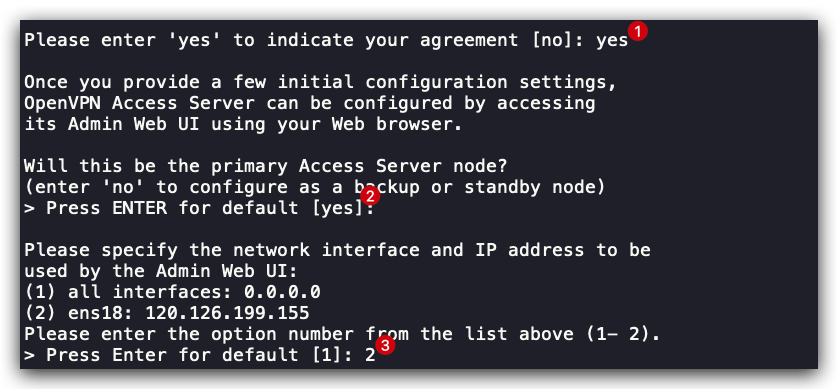 Please enter 'yes' to indicate your agreement [no]: yes 1
Once you provide a few initial configuration settings,
OpenVPN Access Server can be configured by accessing
its Admin Web UI using your Web browser.
Will this be the primary Access Server node?
(enter 'no' to configure as a backup or standby node)
> Press ENTER for default [yes]: 2
Please specify the network interface and IP address to be
used by the Admin Web UI:
(1) all interfaces: 0.0.0.0
(2) ens18: 120.126.199.155
Please enter the option number from the list above (1- 2).
> Press Enter for default [1]: 2 3